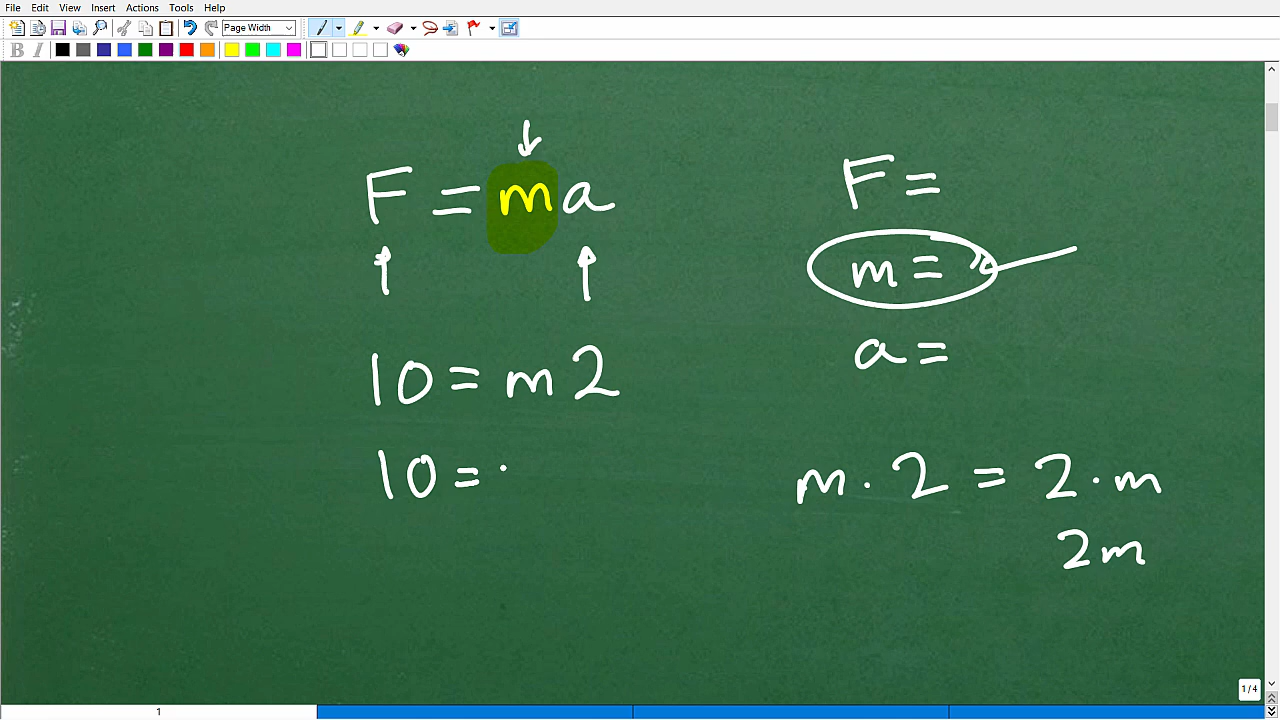 File Edit View Insert Actions Tools Help
Page Width
B I
F = ma
10 = m2
10 =
F =
m =
a =
m · 2 = 2 · m
2m
1/4
1